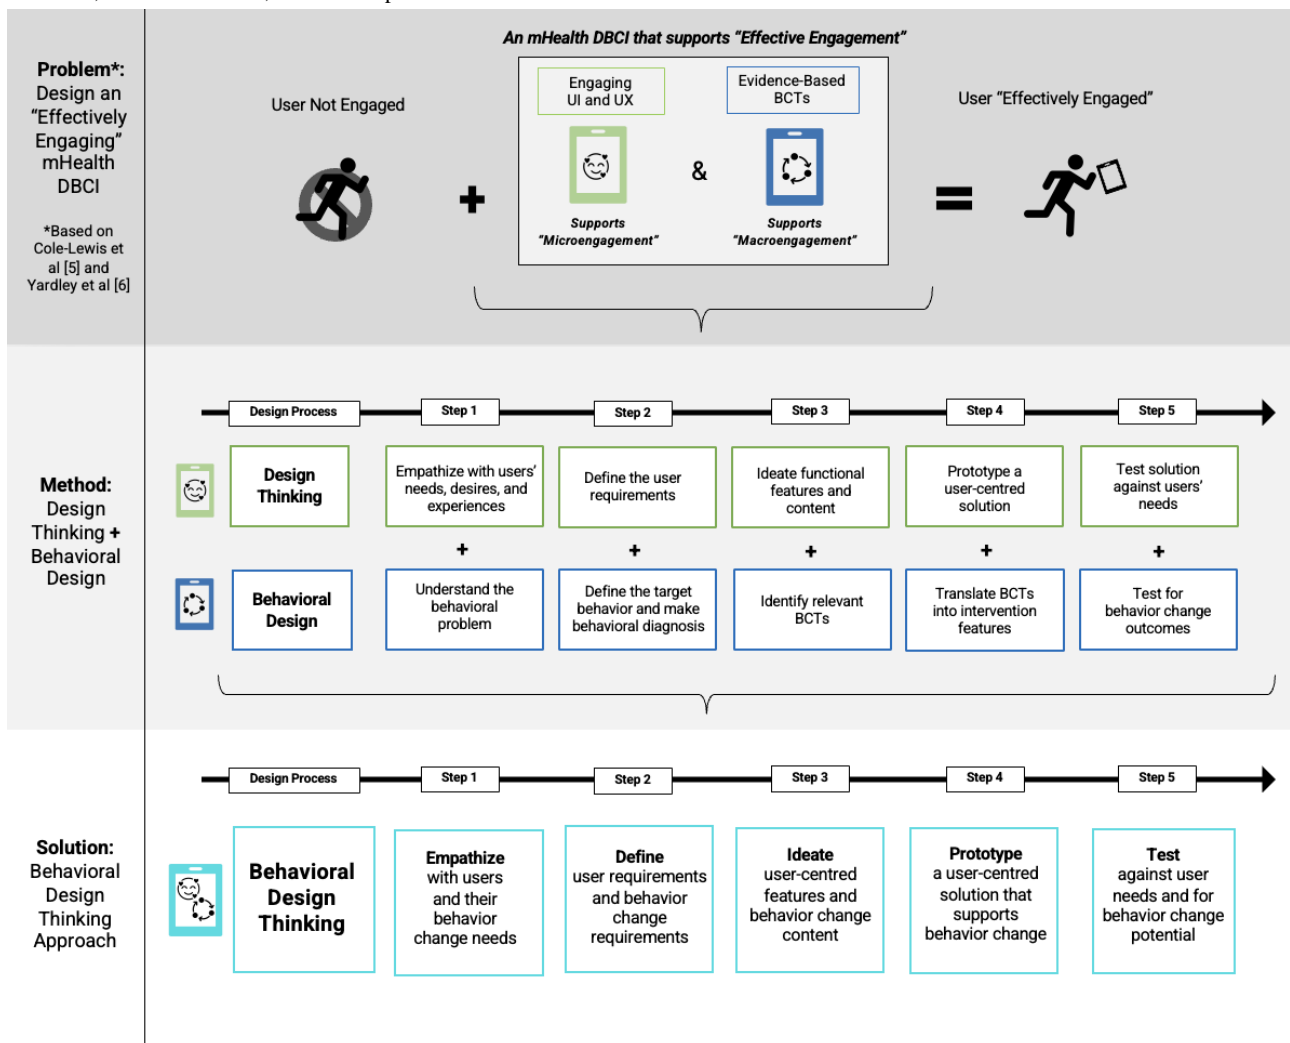 Problem*:
Design an
“Effectively
Engaging”
mHealth
DBCI
*Based on
Cole-Lewis et
al [5] and
Yardley et al [6]
An mHealth DBCI that supports “Effective Engagement”
User Not Engaged
+
Engaging
UI and UX
Supports
“Microengagement”
&
Evidence-Based
BCTs
Supports
“Macroengagement”
=
User “Effectively Engaged”
Method:
Design
Thinking +
Behavioral
Design
Design Process
Step 1
Step 2
Step 3
Step 4
Step 5
Design
Thinking
Empathize with users’
needs, desires, and
experiences
Define the user
requirements
Ideate functional
features and
content
Prototype a
user-centred
solution
Test solution
against users’
needs
+
+
+
+
+
Behavioral
Design
Understand the
behavioral
problem
Define the target
behavior and make
behavioral diagnosis
Identify relevant
BCTs
Translate BCTs
into intervention
features
Test for
behavior change
outcomes
Solution:
Behavioral
Design
Thinking
Approach
Design Process
Step 1
Step 2
Step 3
Step 4
Step 5
Behavioral
Design
Thinking
Empathize
with users
and their
behavior
change needs
Define
user requirements
and behavior
change
requirements
Ideate
user-centred
features and
behavior change
content
Prototype
a user-centred
solution that
supports
behavior change
Test
against user
needs and for
behavior change
potential